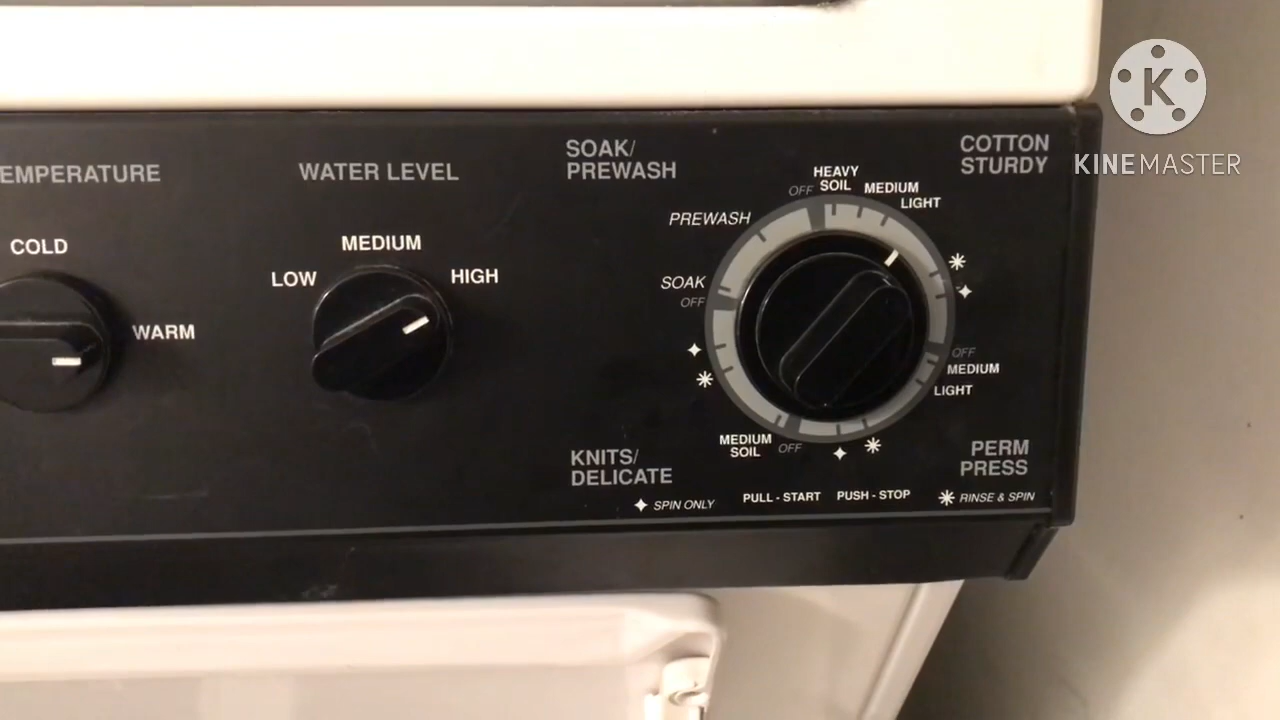 K
KINEMASTER
EMPERATURE
COLD
WARM
WATER LEVEL
LOW
MEDIUM
HIGH
SOAK/
PREWASH
COTTON
STURDY
OFF
HEAVY
SOIL
MEDIUM
LIGHT
PREWASH
SOAK
OFF
OFF
MEDIUM
LIGHT
MEDIUM
SOIL
OFF
KNITS/
DELICATE
PERM
PRESS
SPIN ONLY
PULL - START
PUSH - STOP
RINSE & SPIN